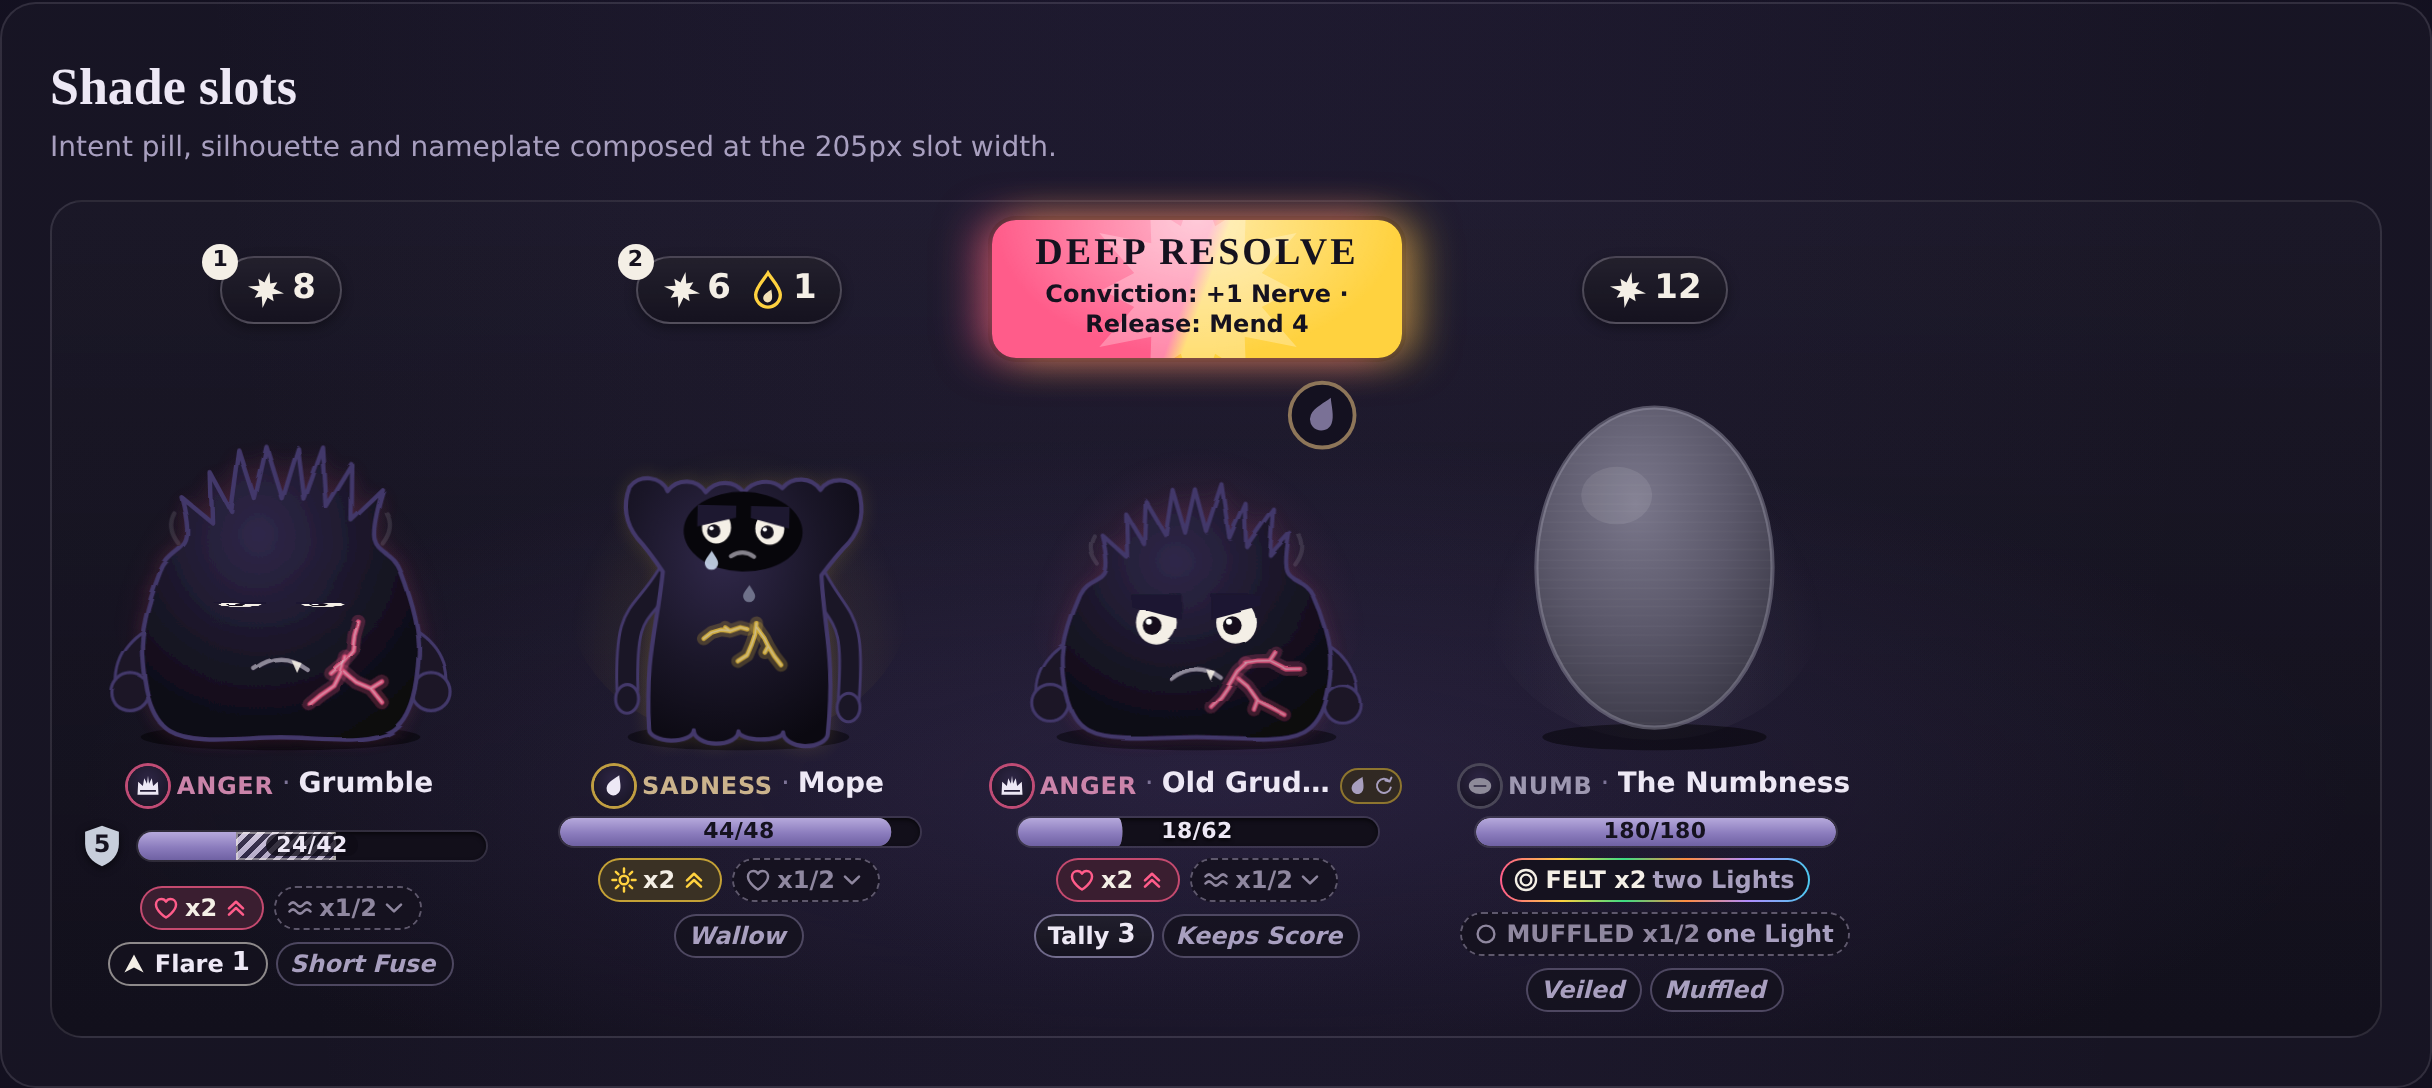 Shade slots
Intent pill, silhouette and nameplate composed at the 205px slot width.
1
8
2
6 1
DEEP RESOLVE
Conviction: +1 Nerve ·
Release: Mend 4
12
ANGER · Grumble
5
24/42
x2 x1/2
Flare 1 Short Fuse
SADNESS · Mope
44/48
x2 x1/2
Wallow
ANGER · Old Grud...
18/62
x2 x1/2
Tally 3 Keeps Score
NUMB · The Numbness
180/180
FELT x2 two Lights
MUFFLED x1/2 one Light
Veiled Muffled